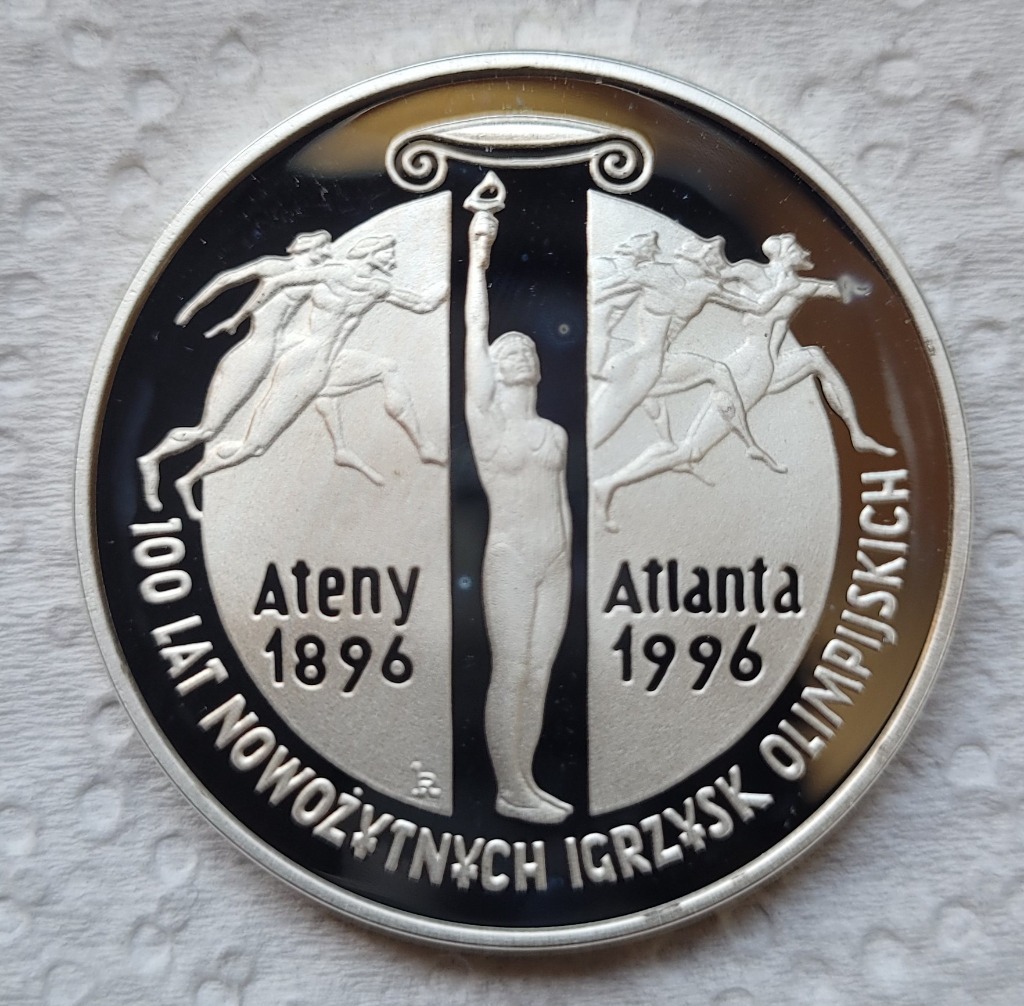 Ateny
1896
Atlanta
1996
100 LAT NOWOŻYTNYCH IGRZYSK OLIMPIJSKICH